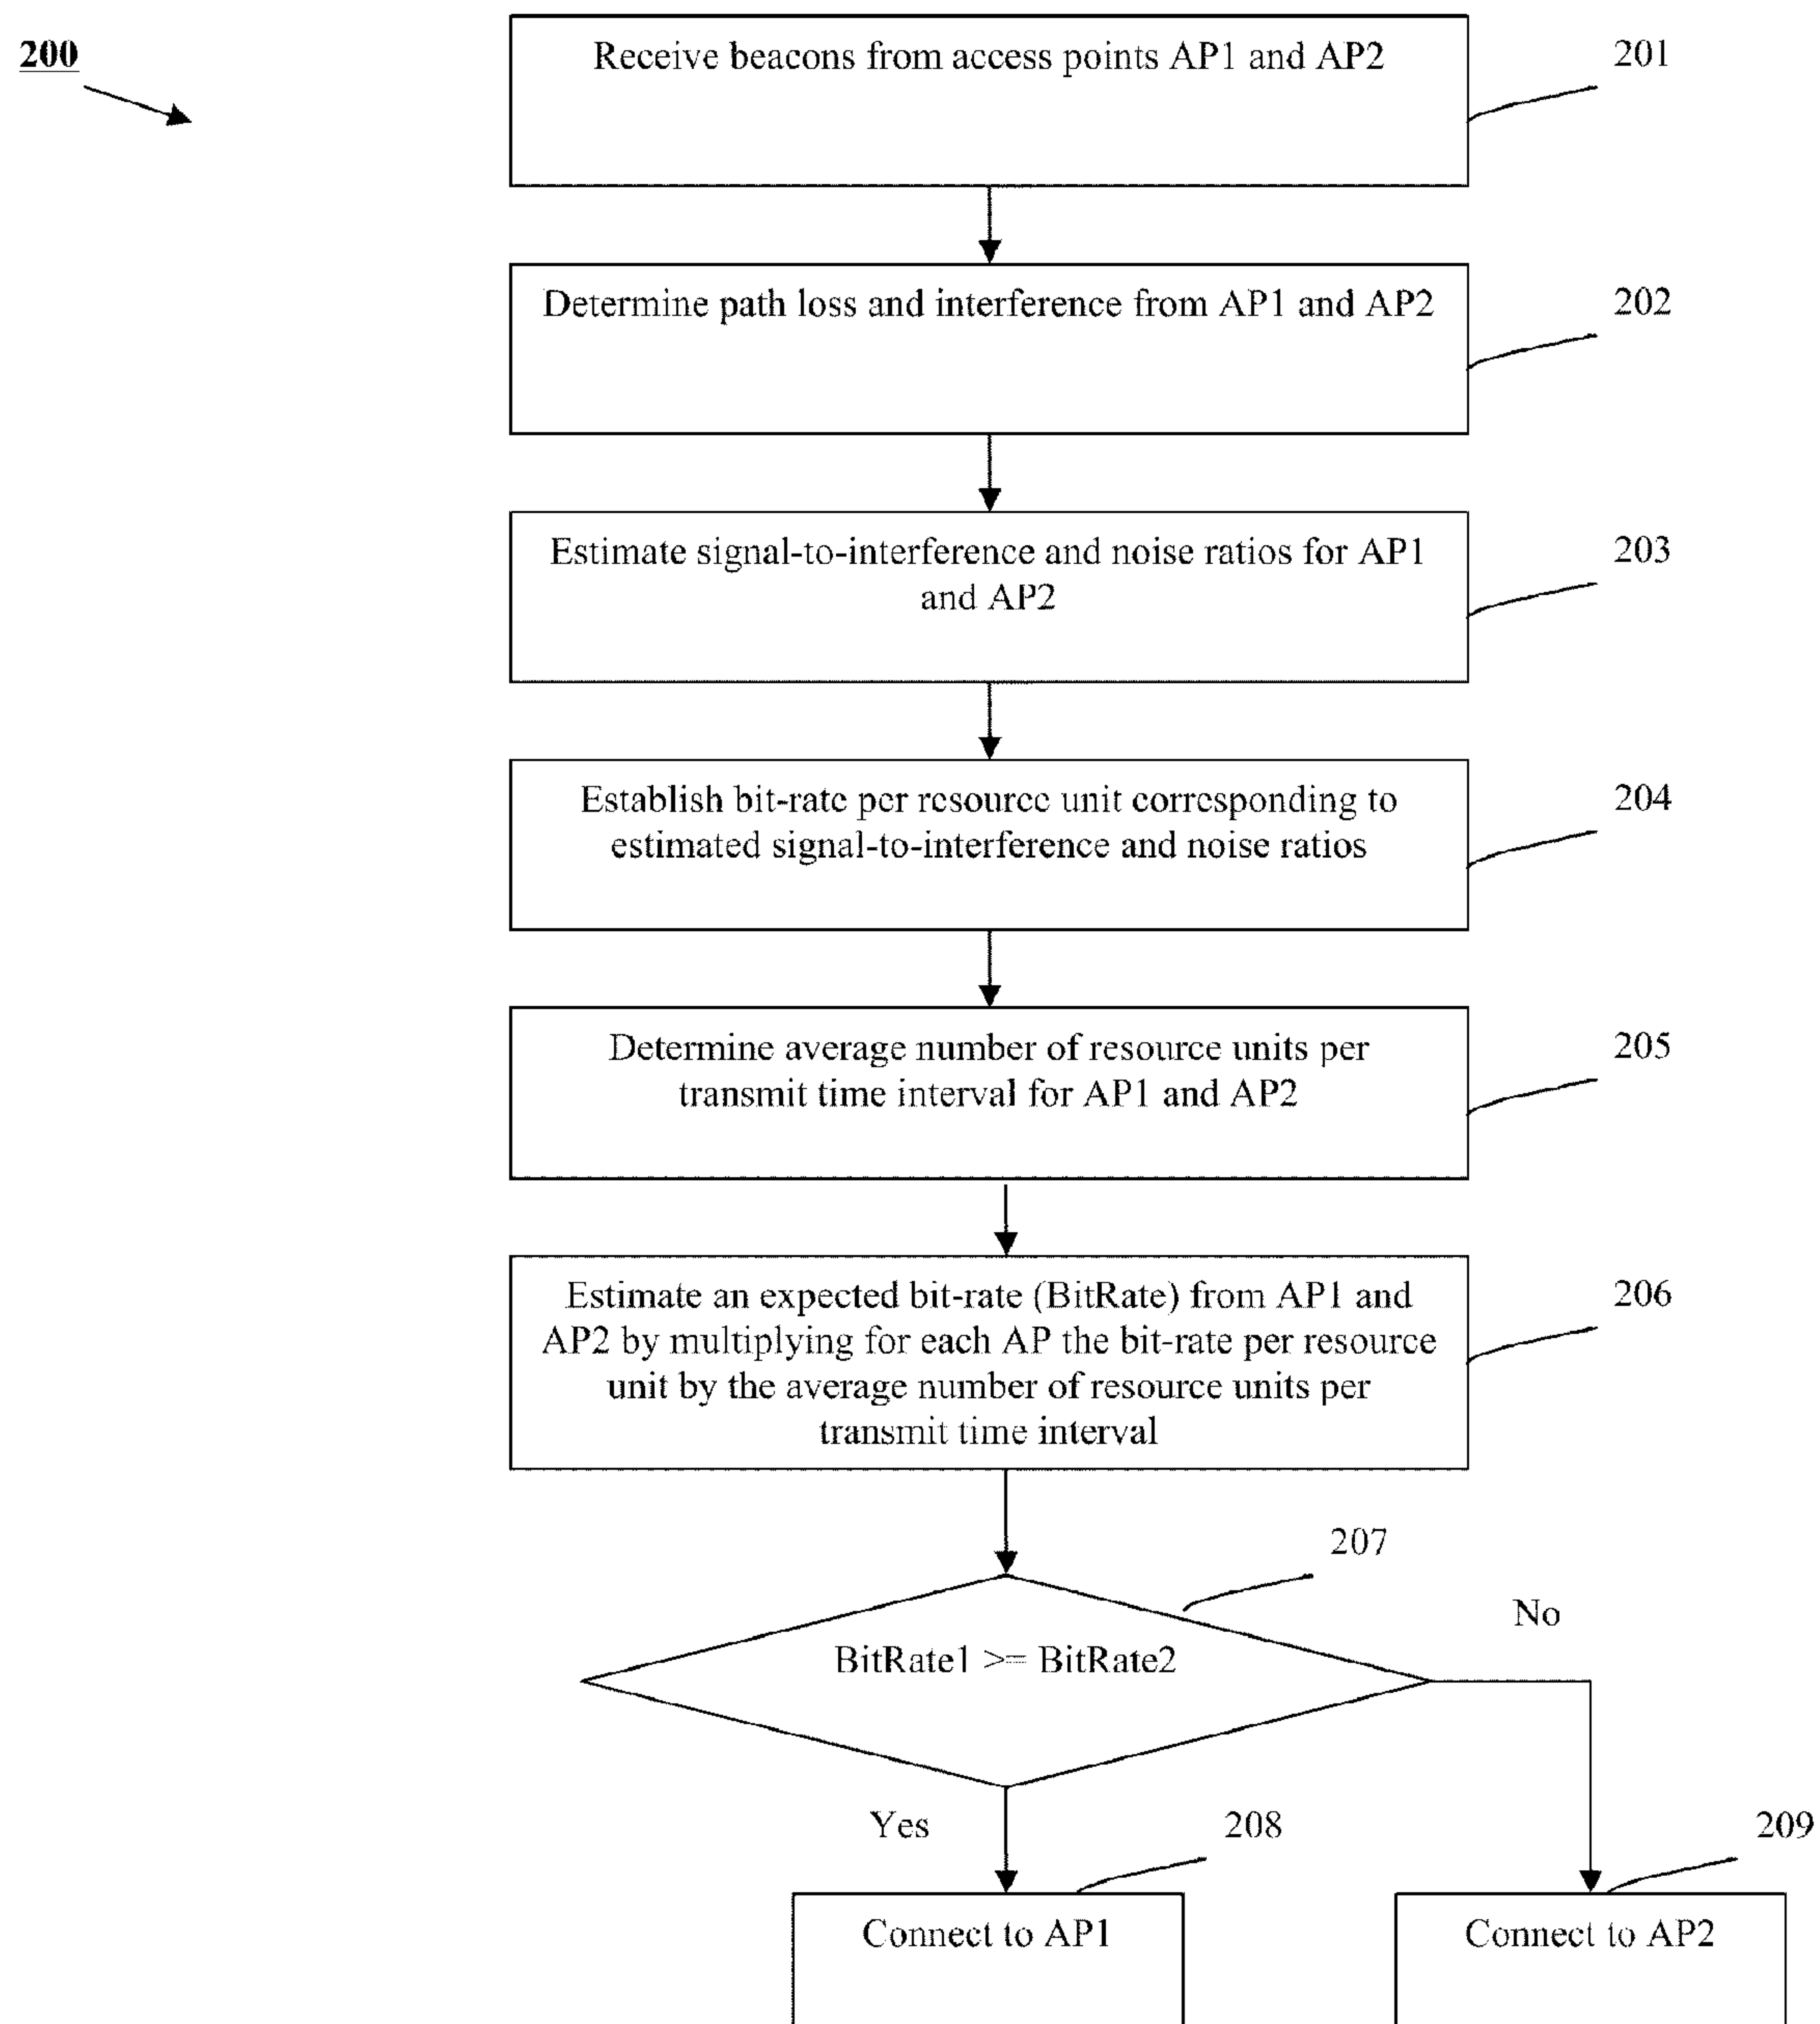 200
Receive beacons from access points AP1 and AP2
201
Determine path loss and interference from AP1 and AP2
202
Estimate signal-to-interference and noise ratios for AP1
and AP2
203
Establish bit-rate per resource unit corresponding to
estimated signal-to-interference and noise ratios
204
Determine average number of resource units per
transmit time interval for AP1 and AP2
205
Estimate an expected bit-rate (BitRate) from AP1 and
AP2 by multiplying for each AP the bit-rate per resource
unit by the average number of resource units per
transmit time interval
206
207
BitRate1 >= BitRate2
No
Yes
208
209
Connect to AP1
Connect to AP2